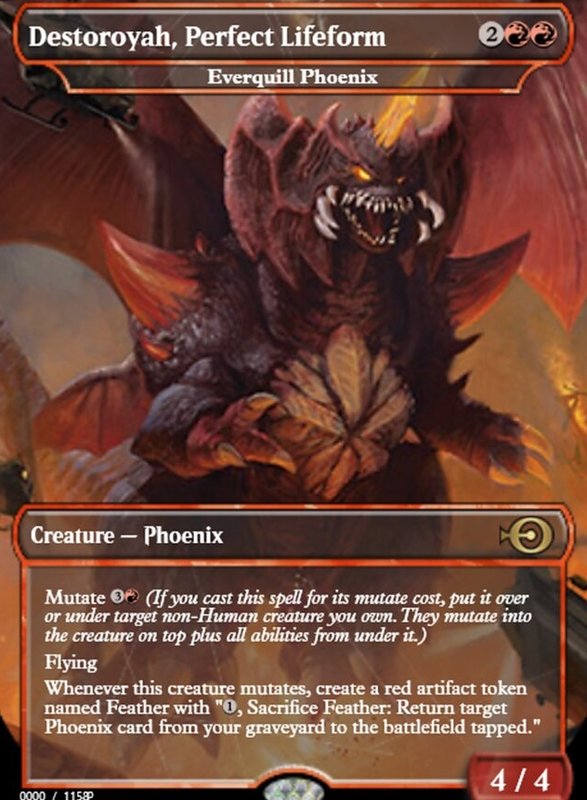 Destoroyah, Perfect Lifeform 2
Everquill Phoenix
Creature — Phoenix
Mutate 3 (If you cast this spell for its mutate cost, put it over
or under target non-Human creature you own. They mutate into
the creature on top plus all abilities from under it.)
Flying
Whenever this creature mutates, create a red artifact token
named Feather with "1, Sacrifice Feather: Return target
Phoenix card from your graveyard to the battlefield tapped."
4/4
0000 / 1158P